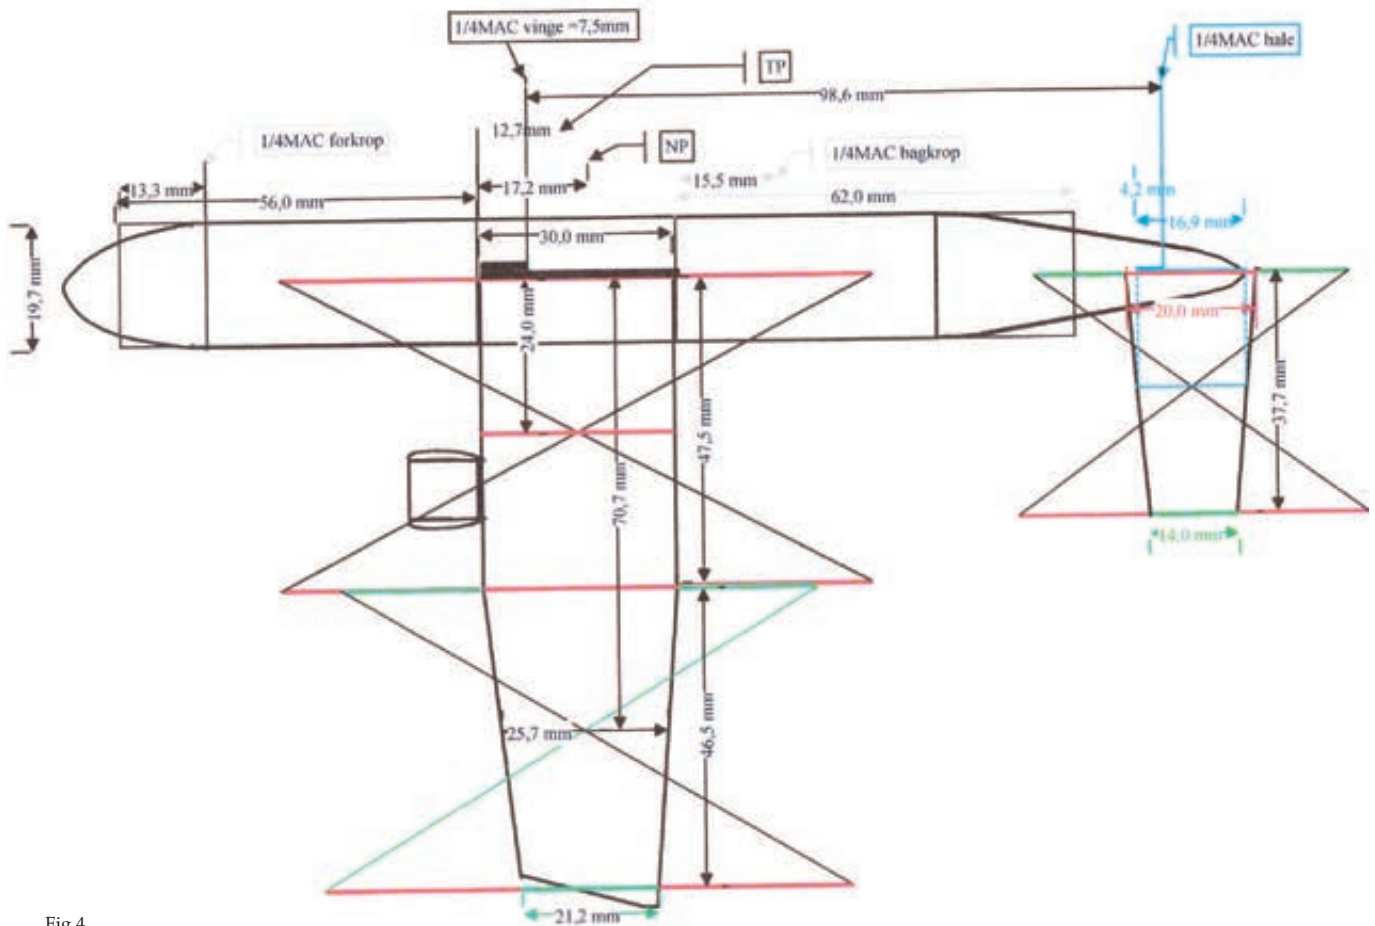 1/4MAC vinge =7,5mm
1/4MAC hale
TP
98,6 mm
12,7mm
1/4MAC forkrop
NP
1/4MAC bagkrop
13,3 mm
17,2 mm
15,5 mm
4,2 mm
56,0 mm
62,0 mm
16,9 mm
30,0 mm
19,7 mm
24,0 mm
20,0 mm
37,7 mm
47,5 mm
70,7 mm
14,0 mm
25,7 mm
46,5 mm
21,2 mm
Fig 4